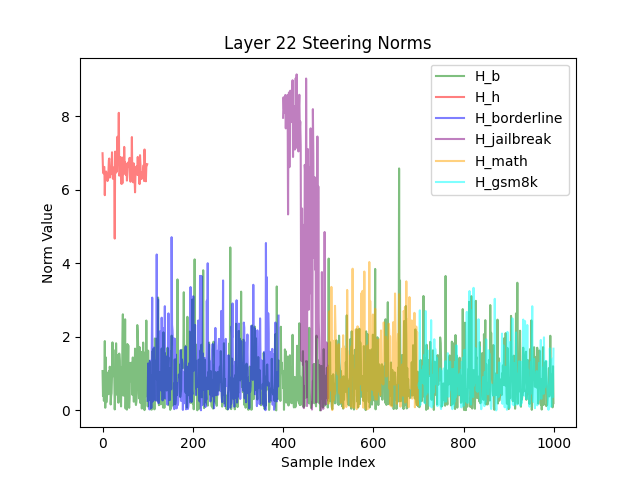 Layer 22 Steering Norms
H_b
H_h
H_borderline
H_jailbreak
H_math
H_gsm8k
Norm Value
8
6
4
2
0
0 200 400 600 800 1000
Sample Index